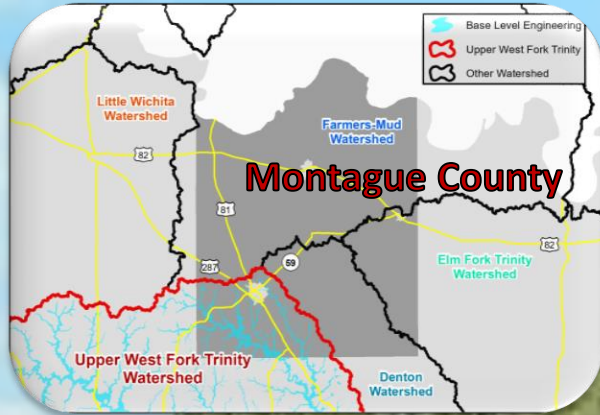 Base Level Engineering
Upper West Fork Trinity
Other Watershed
Little Wichita
Watershed
Farmers-Mud
Watershed
82
Montague County
81
82
59
287
Elm Fork Trinity
Watershed
Upper West Fork Trinity
Watershed
Denton
Watershed